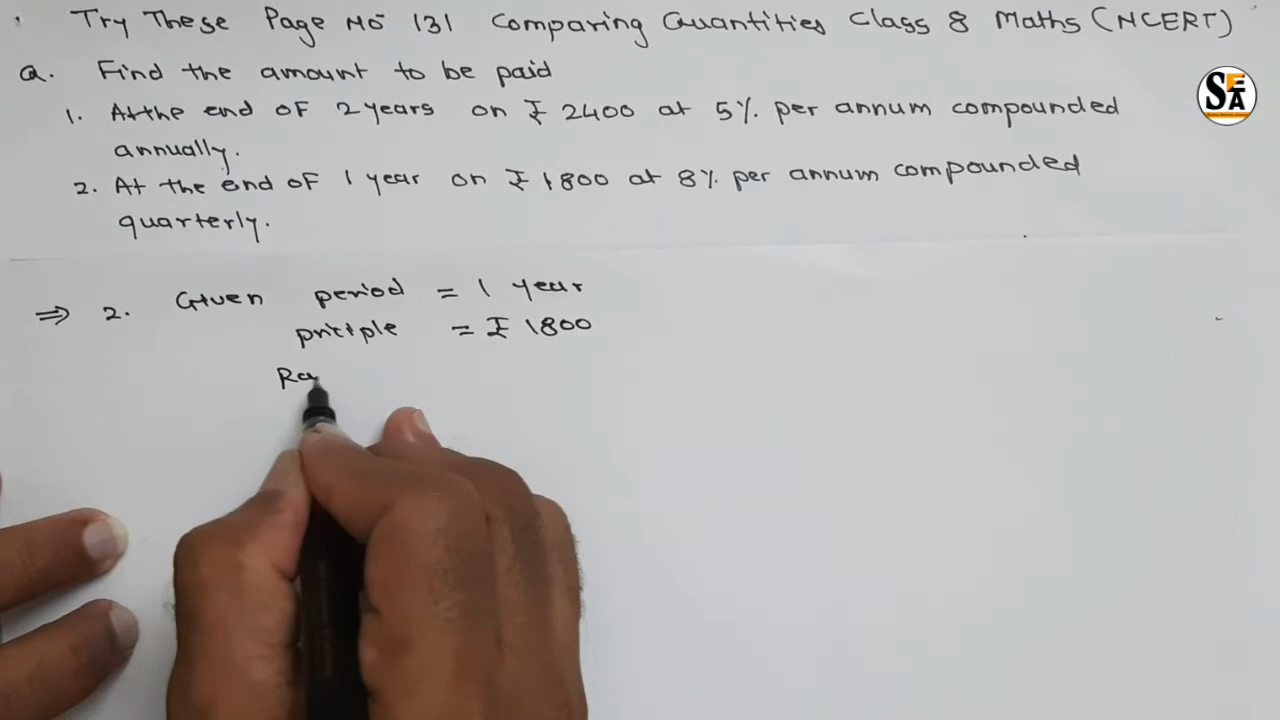 Try These Page No 131 Comparing Quantities Class 8 Maths (NCERT)
Q. Find the amount to be paid
1. At the end of 2 years on ₹ 2400 at 5% per annum compounded
annually.
2. At the end of 1 year on ₹ 1800 at 8% per annum compounded
quarterly.
⇒ 2. Given period = 1 year
priciple = ₹ 1800
Ra
SFTA